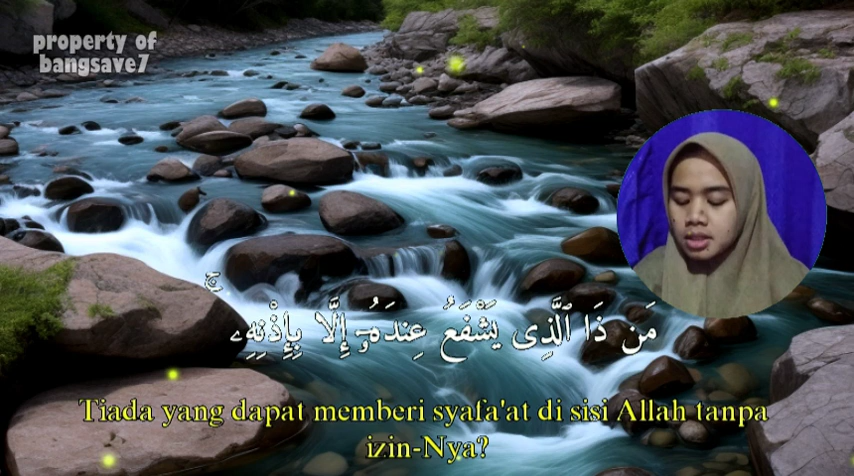 property of
bangsave7
مَن ذَا ٱلَّذِى يَشْفَعُ عِندَهُۥٓ إِلَّا بِإِذْنِهِۦ ۚ
Tiada yang dapat memberi syafa'at di sisi Allah tanpa
izin-Nya?